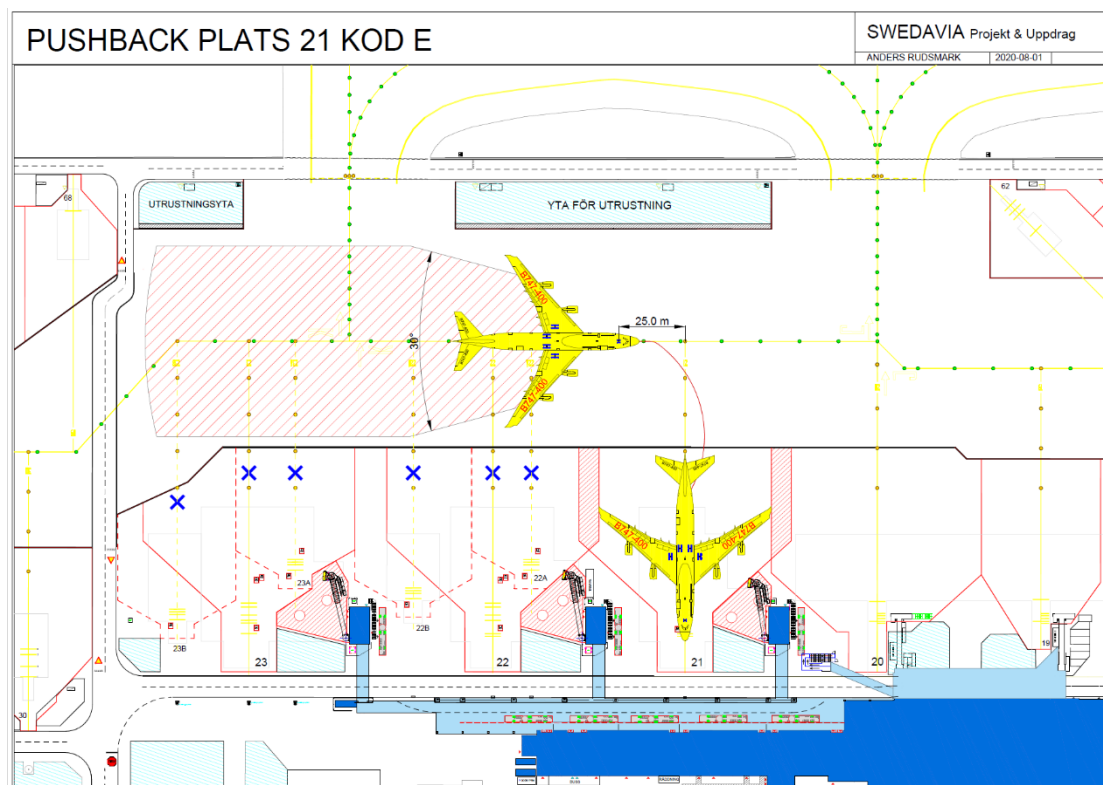 PUSHBACK PLATS 21 KOD E
SWEDAVIA Projekt & Uppdrag
ANDERS RUDSMARK
2020-08-01
68
UTRUSTNINGSYTA
YTA FÖR UTRUSTNING
62
B747-400
25.0 m
30°
B747-400
B747-400
B747-400
23A
22A
22B
23B
23
22
21
20
19
30